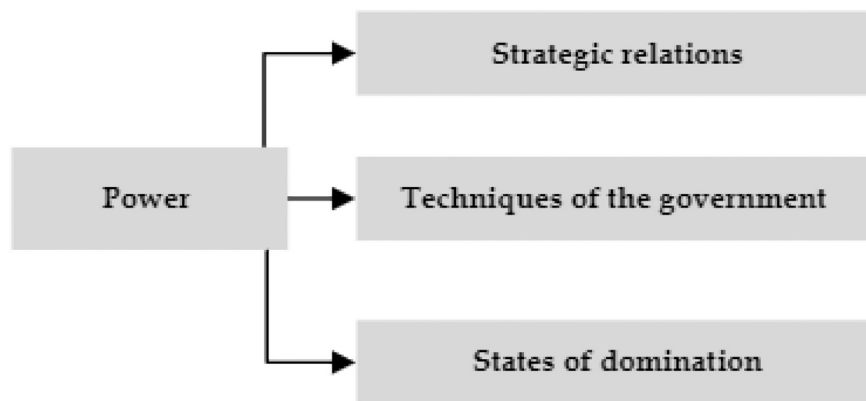 Strategic relations
Power
Techniques of the government
States of domination